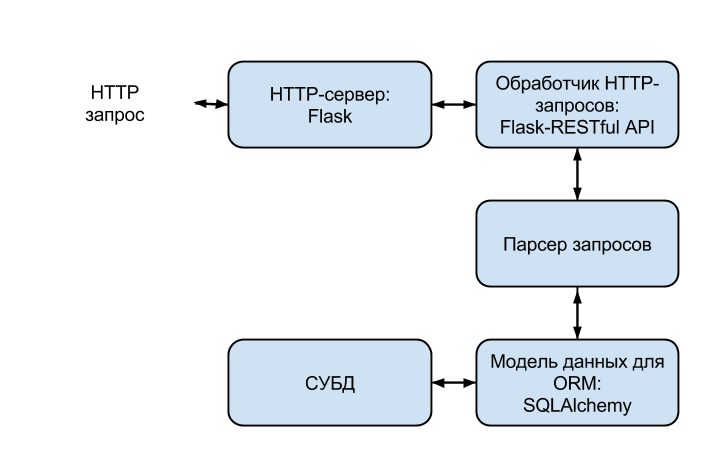 HTTP
запрос
HTTP-сервер:
Flask
Обработчик HTTP-
запросов:
Flask-RESTful API
Парсер запросов
СУБД
Модель данных для
ORM:
SQLAlchemy